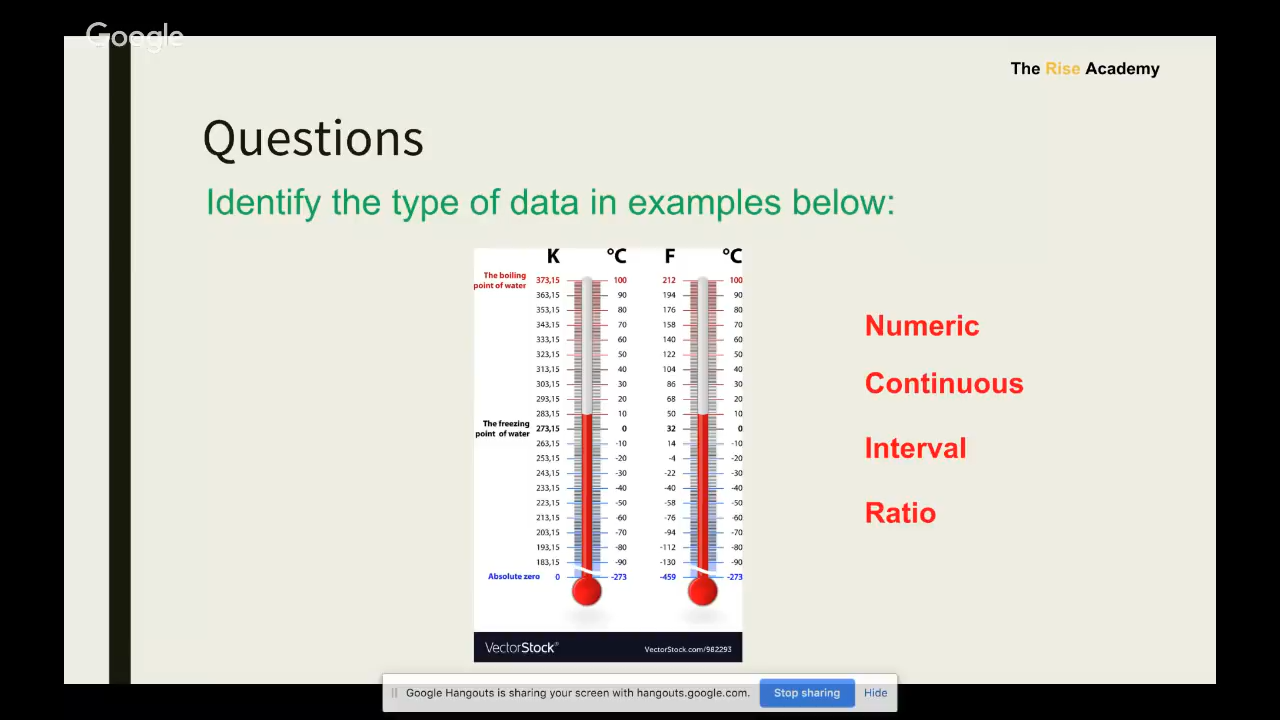 Google
The Rise Academy
Questions
Identify the type of data in examples below:
K °C F °C
The boiling
point of water
373,15 100 212 100
363,15 90 194 90
353,15 80 176 80
343,15 70 158 70
333,15 60 140 60
323,15 50 122 50
313,15 40 104 40
303,15 30 86 30
293,15 20 68 20
283,15 10 50 10
The freezing
point of water
273,15 0 32 0
263,15 -10 14 -10
253,15 -20 -4 -20
243,15 -30 -22 -30
233,15 -40 -40 -40
223,15 -50 -58 -50
213,15 -60 -76 -60
203,15 -70 -94 -70
193,15 -80 -112 -80
183,15 -90 -130 -90
Absolute zero 0 -273 -459 -273
VectorStock® VectorStock.com/982293
Numeric
Continuous
Interval
Ratio
Google Hangouts is sharing your screen with hangouts.google.com. Stop sharing Hide